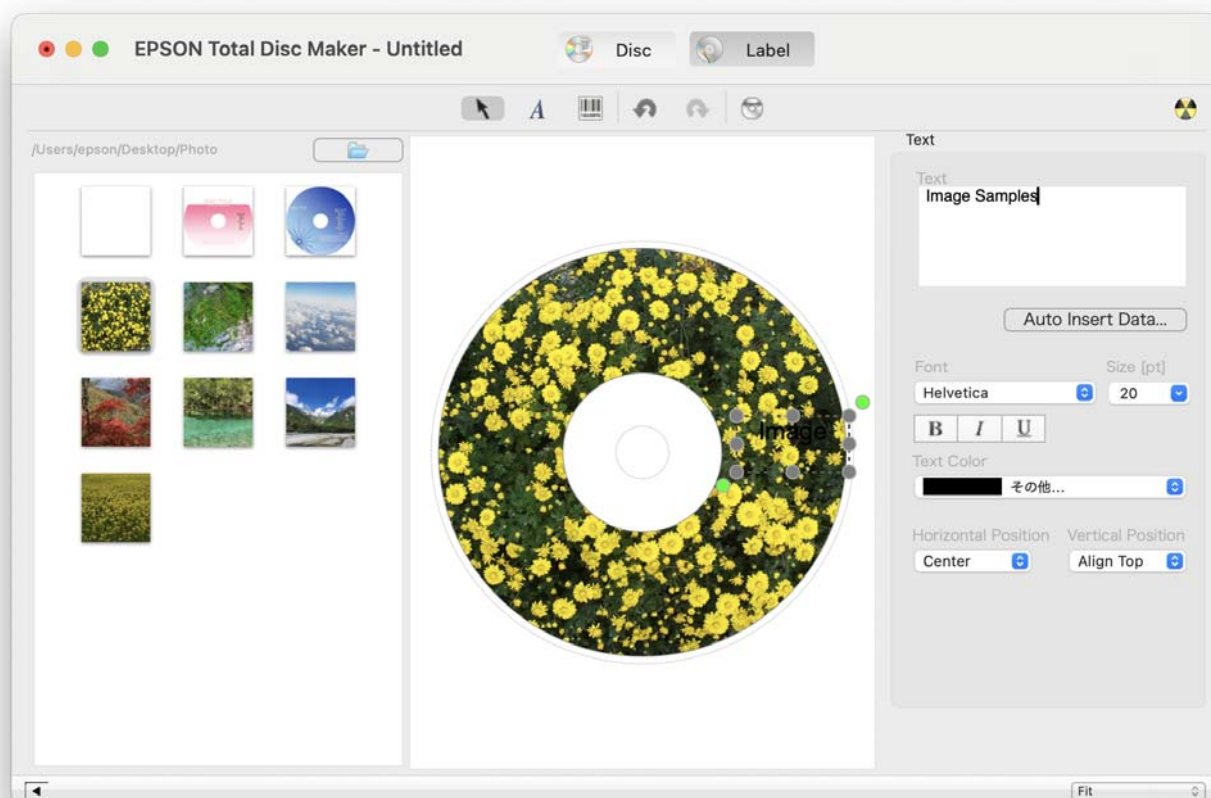 EPSON Total Disc Maker - Untitled
Disc
Label
A
/Users/epson/Desktop/Photo
Text
Text
Image Samples
Auto Insert Data...
Font
Size [pt]
Helvetica
20
B I U
Text Color
その他...
Horizontal Position
Vertical Position
Center
Align Top
Image
Fit